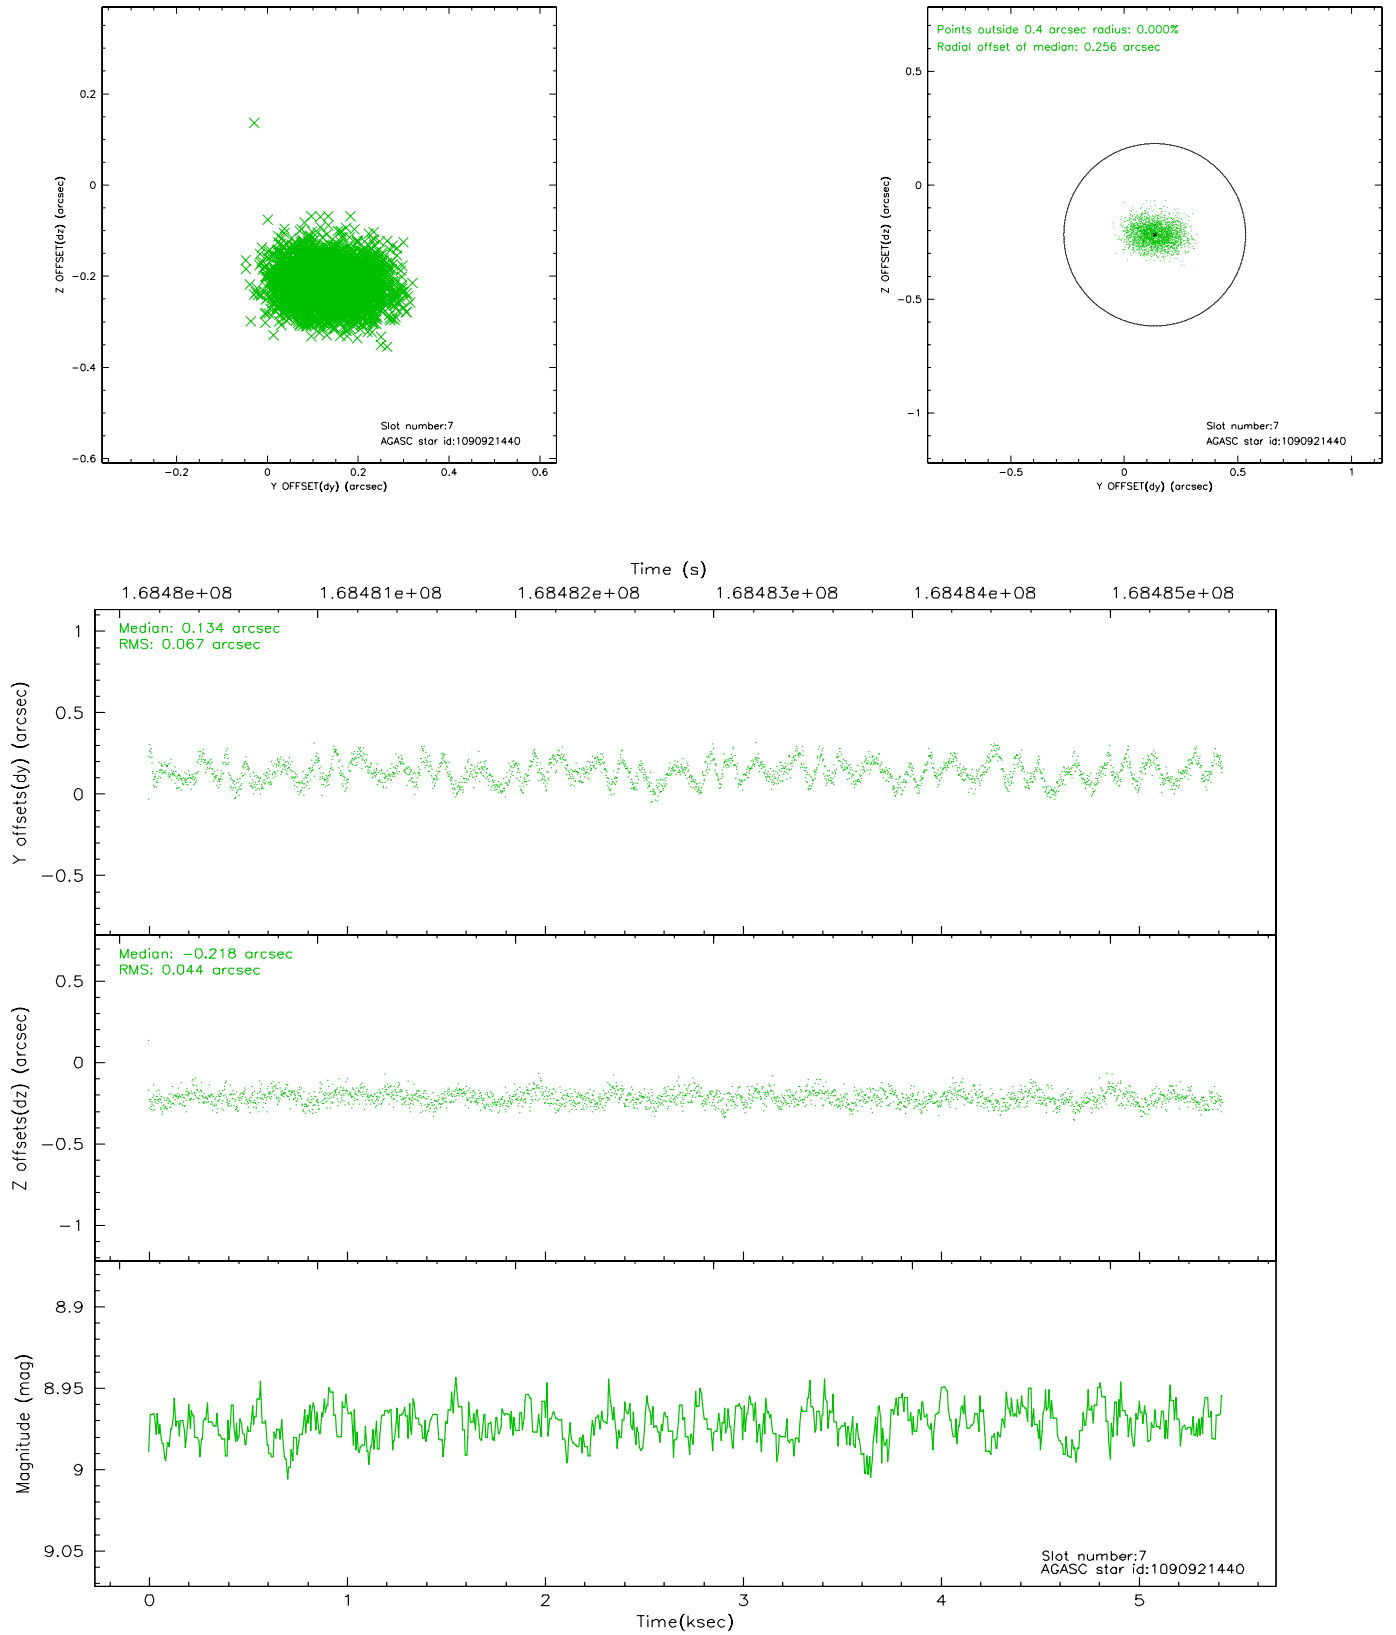 0.2
0
−0.2
−0.4
−0.6
Z OFFSET(dz) (arcsec)
Slot number:7
AGASC star id:1090921440
−0.2 0 0.2 0.4 0.6
Y OFFSET(dy) (arcsec)
Points outside 0.4 arcsec radius: 0.000%
Radial offset of median: 0.256 arcsec
0.5
0
−0.5
−1
Z OFFSET(dz) (arcsec)
Slot number:7
AGASC star id:1090921440
−0.5 0 0.5 1
Y OFFSET(dy) (arcsec)
Time (s)
1.6848e+08 1.68481e+08 1.68482e+08 1.68483e+08 1.68484e+08 1.68485e+08
Median: 0.134 arcsec
RMS: 0.067 arcsec
1
0.5
0
−0.5
Y offsets(dy) (arcsec)
Median: −0.218 arcsec
RMS: 0.044 arcsec
0.5
0
−0.5
−1
Z offsets(dz) (arcsec)
8.9
8.95
9
9.05
Magnitude (mag)
Slot number:7
AGASC star id:1090921440
0 1 2 3 4 5
Time(ksec)